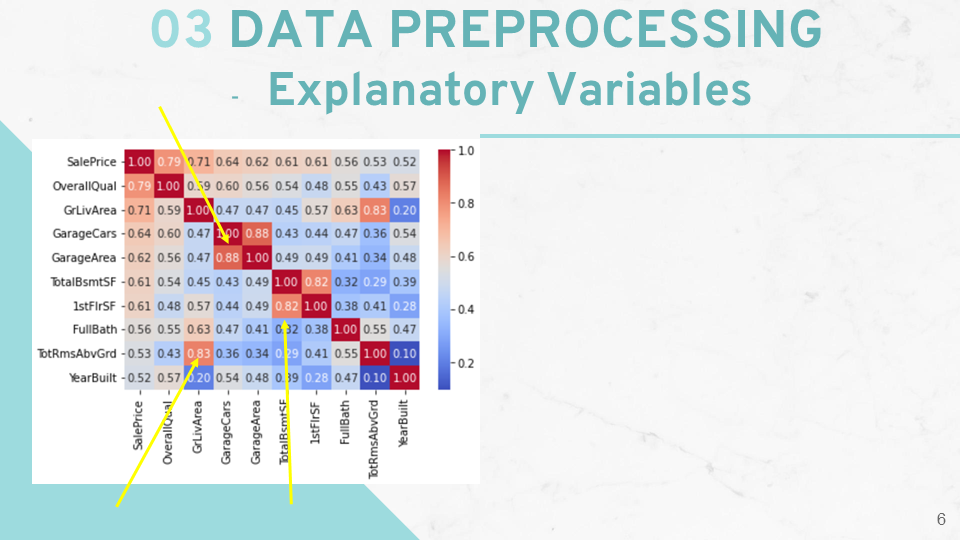 03 DATA PREPROCESSING
- Explanatory Variables
SalePrice 1.00 0.79 0.71 0.64 0.62 0.61 0.61 0.56 0.53 0.52
OverallQual 0.79 1.00 0.59 0.60 0.56 0.54 0.48 0.55 0.43 0.57
GrLivArea 0.71 0.59 1.00 0.47 0.47 0.45 0.57 0.63 0.83 0.20
GarageCars 0.64 0.60 0.47 1.00 0.88 0.43 0.44 0.47 0.36 0.54
GarageArea 0.62 0.56 0.47 0.88 1.00 0.49 0.49 0.41 0.34 0.48
TotalBsmtSF 0.61 0.54 0.45 0.43 0.49 1.00 0.82 0.32 0.29 0.39
1stFlrSF 0.61 0.48 0.57 0.44 0.49 0.82 1.00 0.38 0.41 0.28
FullBath 0.56 0.55 0.63 0.47 0.41 0.32 0.38 1.00 0.55 0.47
TotRmsAbvGrd 0.53 0.43 0.83 0.36 0.34 0.29 0.41 0.55 1.00 0.10
YearBuilt 0.52 0.57 0.20 0.54 0.48 0.39 0.28 0.47 0.10 1.00
SalePrice
OverallQual
GrLivArea
GarageCars
GarageArea
TotalBsmtSF
1stFlrSF
FullBath
TotRmsAbvGrd
YearBuilt
1.0
0.8
0.6
0.4
0.2
6